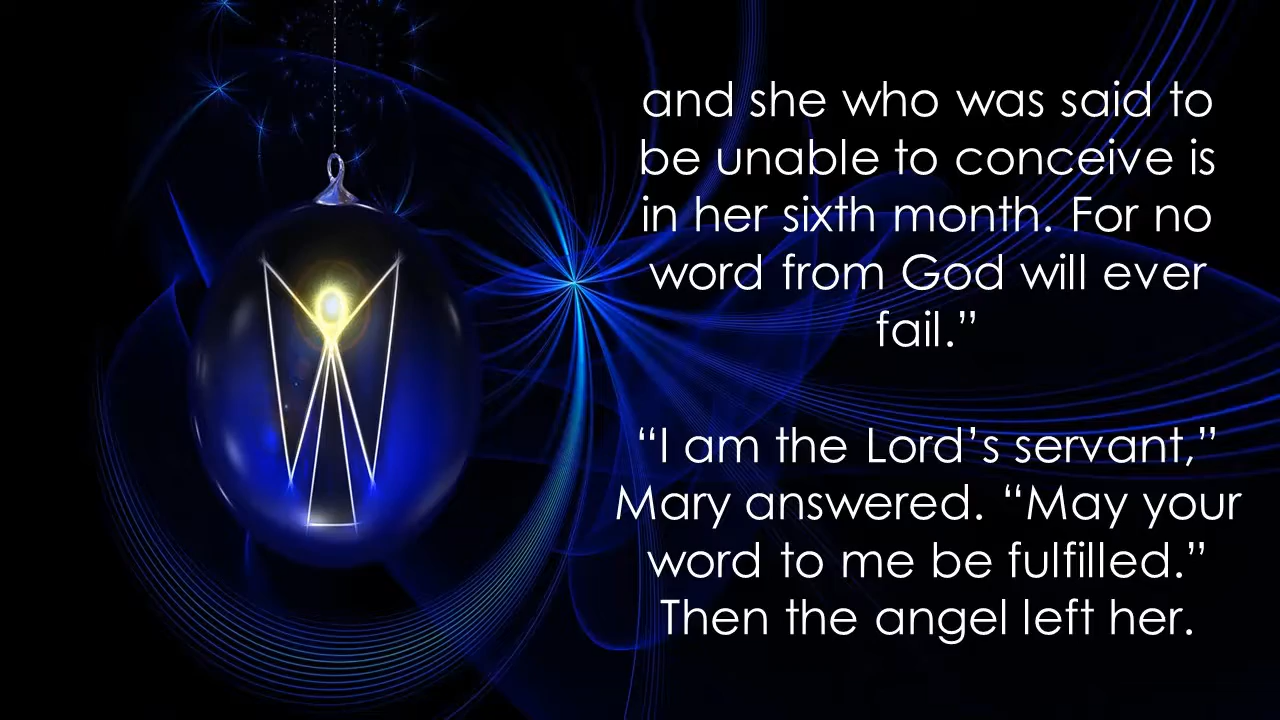 and she who was said to
be unable to conceive is
in her sixth month. For no
word from God will ever
fail.”
“I am the Lord’s servant,”
Mary answered. “May your
word to me be fulfilled.”
Then the angel left her.